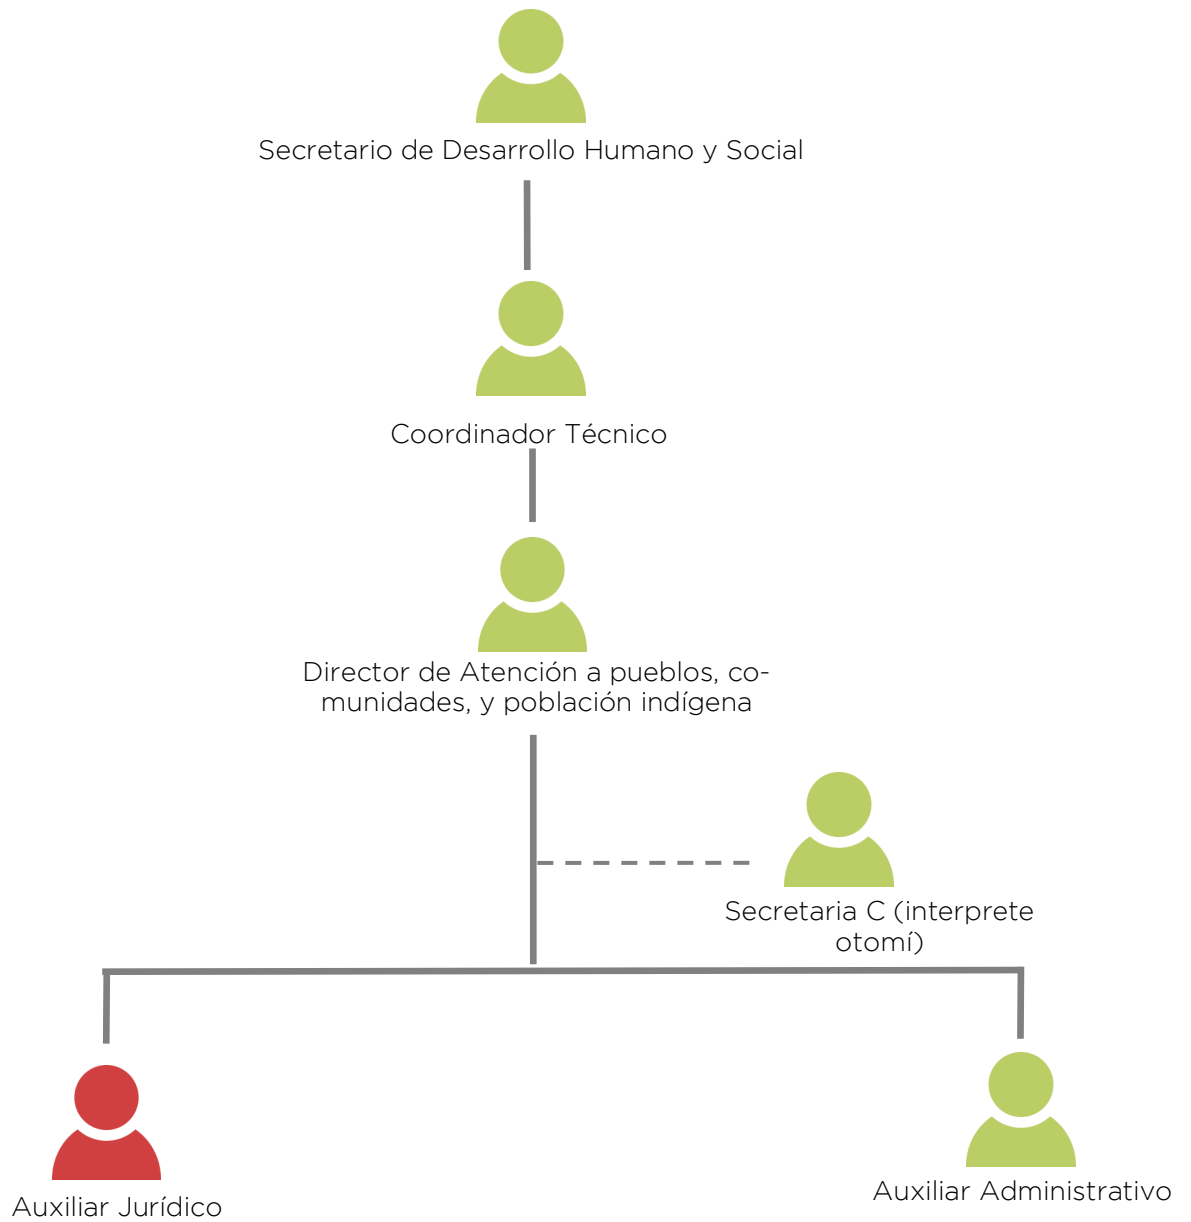 Secretario de Desarrollo Humano y Social
Coordinador Técnico
Director de Atención a pueblos, co-
munidades, y población indígena
Secretaria C (interprete
otomí)
Auxiliar Jurídico
Auxiliar Administrativo